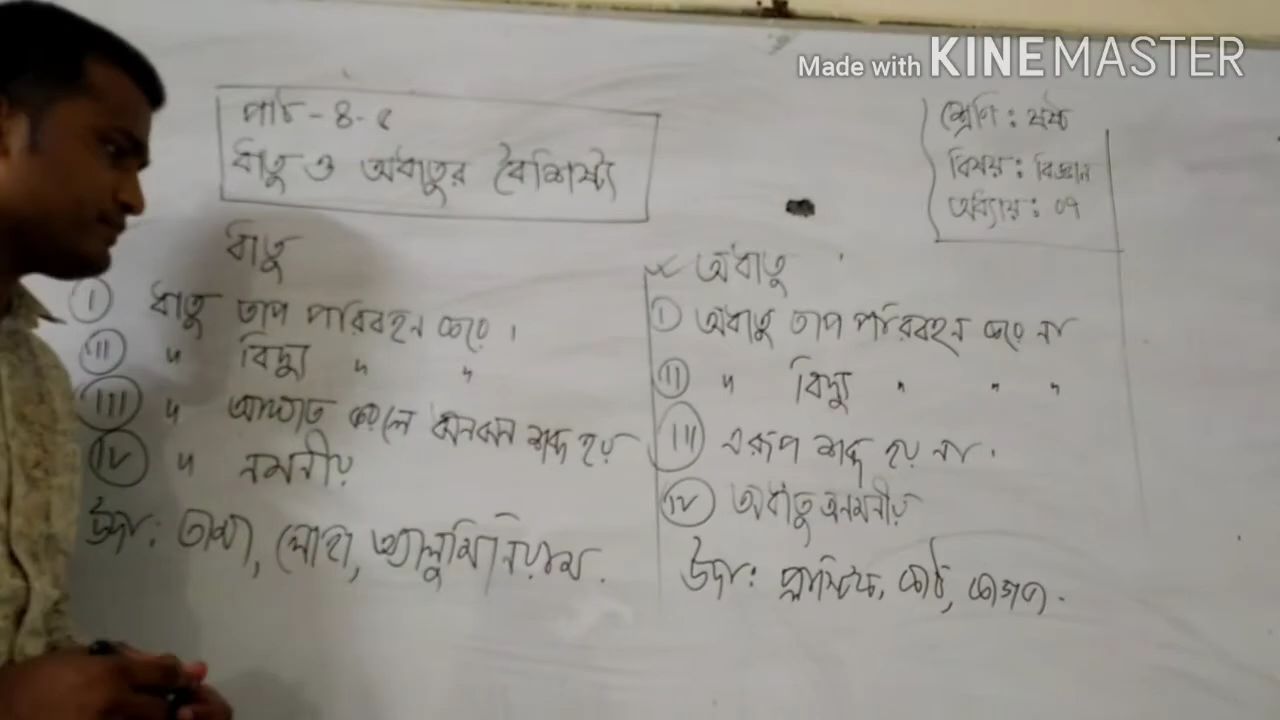 Made with KINEMASTER
পাঠ - ৪-৫
ধাতু ও অধাতুর বৈশিষ্ট্য
শ্রেণি : ষষ্ঠ
বিষয় : বিজ্ঞান
অধ্যায় : ০৭
ধাতু
I ধাতু তাপ পরিবহন করে ।
II " বিদ্যু " "
III " আঘাত করলে ঝনঝন শব্দ হয়
IV " নমনীয়
উদা: তামা, লোহা, অ্যালুমিনিয়াম .
অধাতু
I অধাতু তাপ পরিবহন করে না
II " বিদ্যু " " "
III এরূপ শব্দ হয় না .
IV অধাতু অনমনীয়
উদা: প্লাস্টিক, কাঠ, কাগজ .